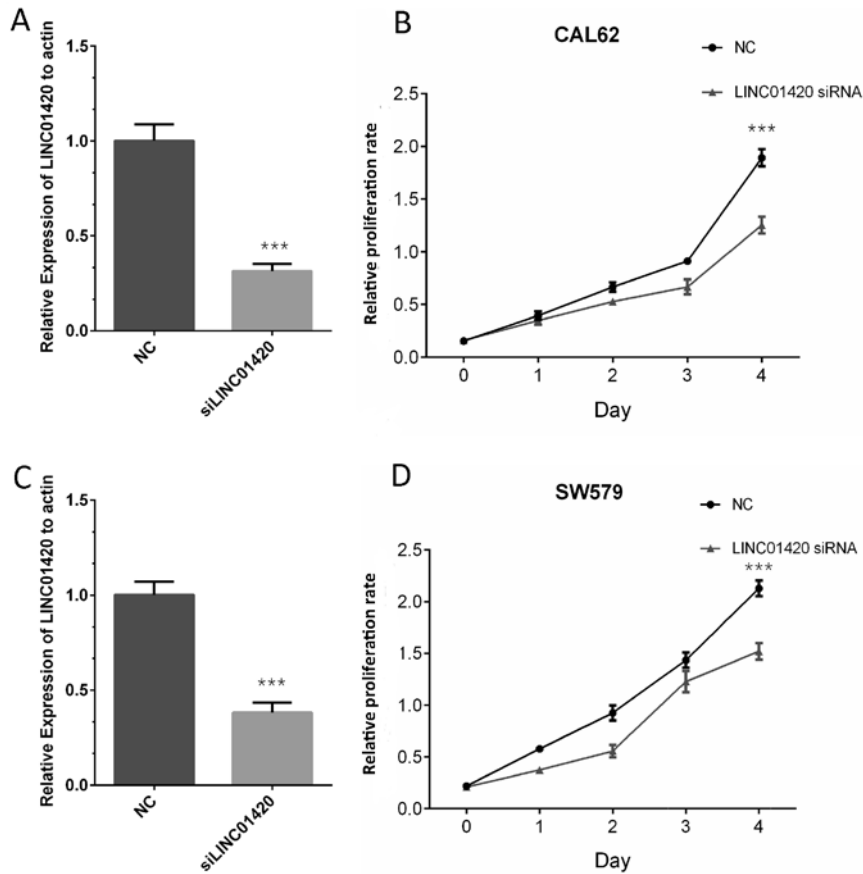 A
Relative Expression of LINC01420 to actin
1.5
1.0
0.5
0.0
***
NC
siLINC01420
B
CAL62
NC
LINC01420 siRNA
Relative proliferation rate
2.5
2.0
1.5
1.0
0.5
0.0
***
0 1 2 3 4
Day
C
Relative Expression of LINC01420 to actin
1.5
1.0
0.5
0.0
***
NC
siLINC01420
D
SW579
NC
LINC01420 siRNA
Relative proliferation rate
2.5
2.0
1.5
1.0
0.5
0.0
***
0 1 2 3 4
Day